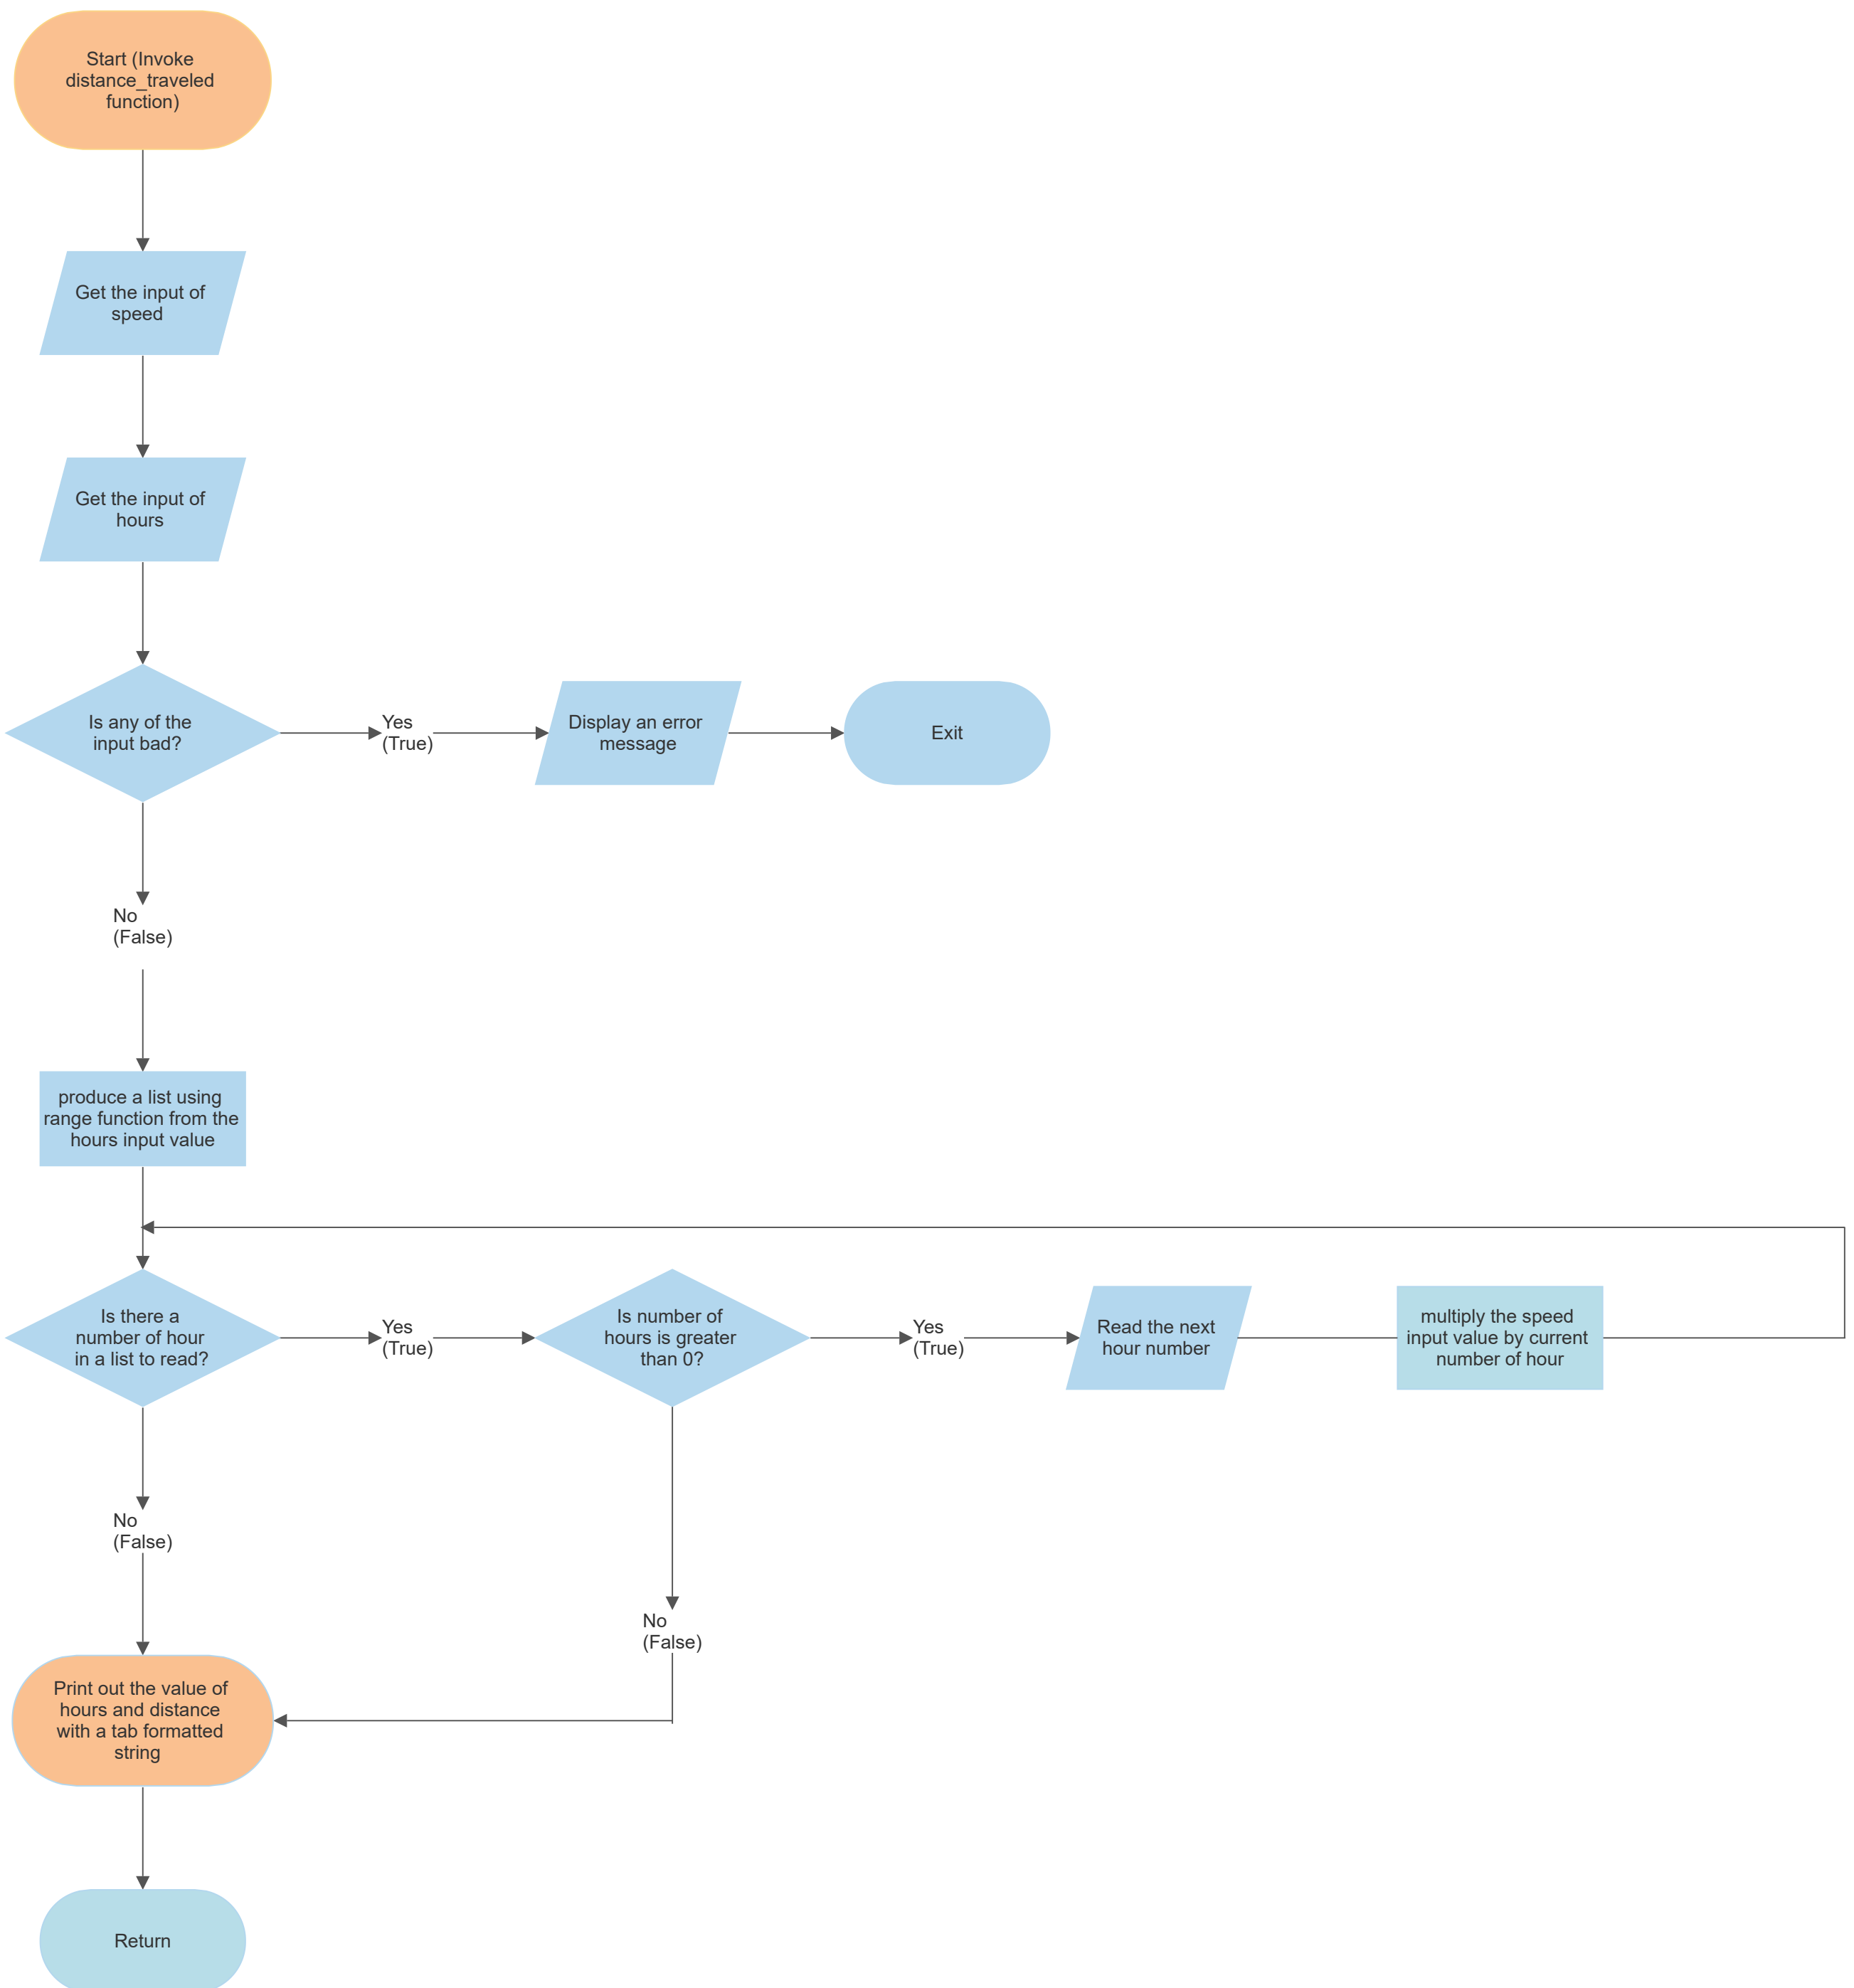 Start (Invoke
distance_traveled
function)
Get the input of
speed
Get the input of
hours
Is any of the
input bad?
Yes
(True)
Display an error
message
Exit
No
(False)
produce a list using
range function from the
hours input value
Is there a
number of hour
in a list to read?
Yes
(True)
Is number of
hours is greater
than 0?
Yes
(True)
Read the next
hour number
multiply the speed
input value by current
number of hour
No
(False)
No
(False)
Print out the value of
hours and distance
with a tab formatted
string
Return